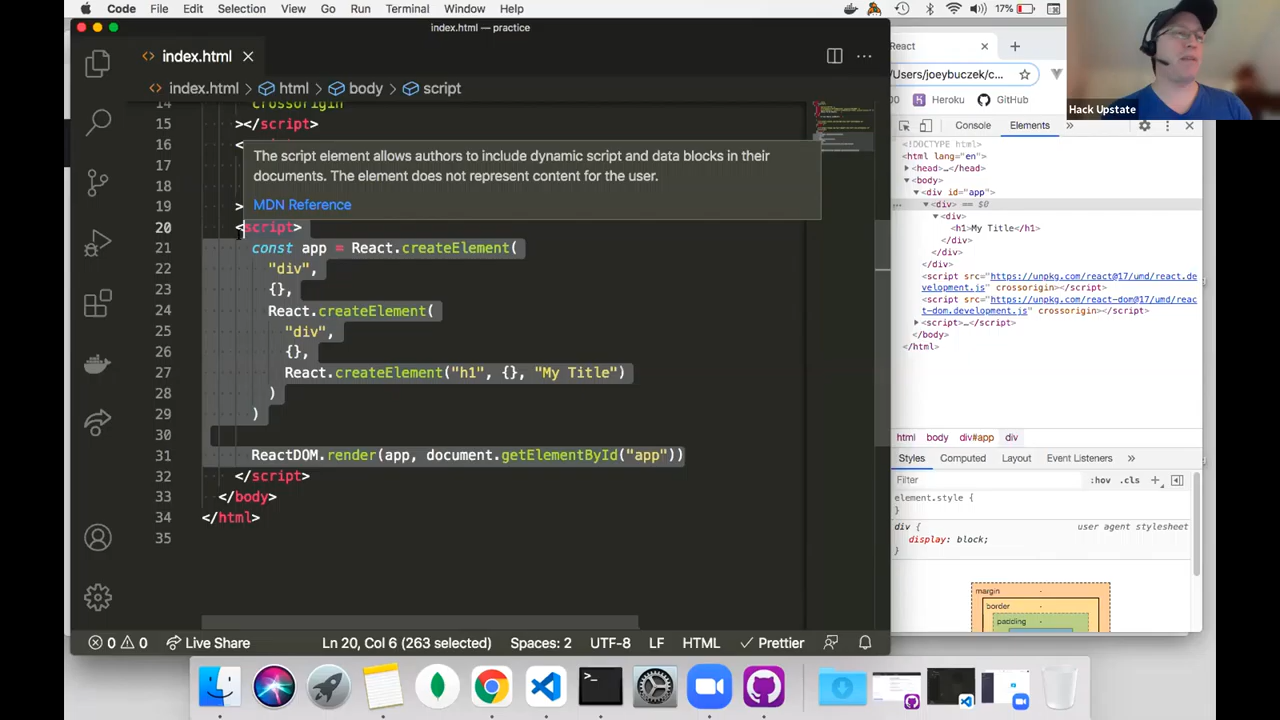 Code File Edit Selection View Go Run Terminal Window Help 17%
index.html — practice
index.html
index.html > html > body > script
14 crossorigin
15 ></script>
16 <
17
18
19 >
The script element allows authors to include dynamic script and data blocks in their
documents. The element does not represent content for the user.
MDN Reference
20 <script>
21 const app = React.createElement(
22 "div",
23 {},
24 React.createElement(
25 "div",
26 {},
27 React.createElement("h1", {}, "My Title")
28 )
29 )
30
31 ReactDOM.render(app, document.getElementById("app"))
32 </script>
33 </body>
34 </html>
35
0 0 Live Share Ln 20, Col 6 (263 selected) Spaces: 2 UTF-8 LF HTML Prettier
React
/Users/joeybuczek/c...
00 Heroku GitHub
Hack Upstate
Console Elements »
<!DOCTYPE html>
<html lang="en">
<head>…</head>
<body>
<div id="app">
… <div> == $0
<div>
<h1>My Title</h1>
</div>
</div>
</div>
<script src="https://unpkg.com/react@17/umd/react.de
velopment.js" crossorigin></script>
<script src="https://unpkg.com/react-dom@17/umd/reac
t-dom.development.js" crossorigin></script>
<script>…</script>
</body>
</html>
html body div#app div
Styles Computed Layout Event Listeners »
Filter :hov .cls +
element.style {
}
div { user agent stylesheet
display: block;
}
margin -
border -
padding -